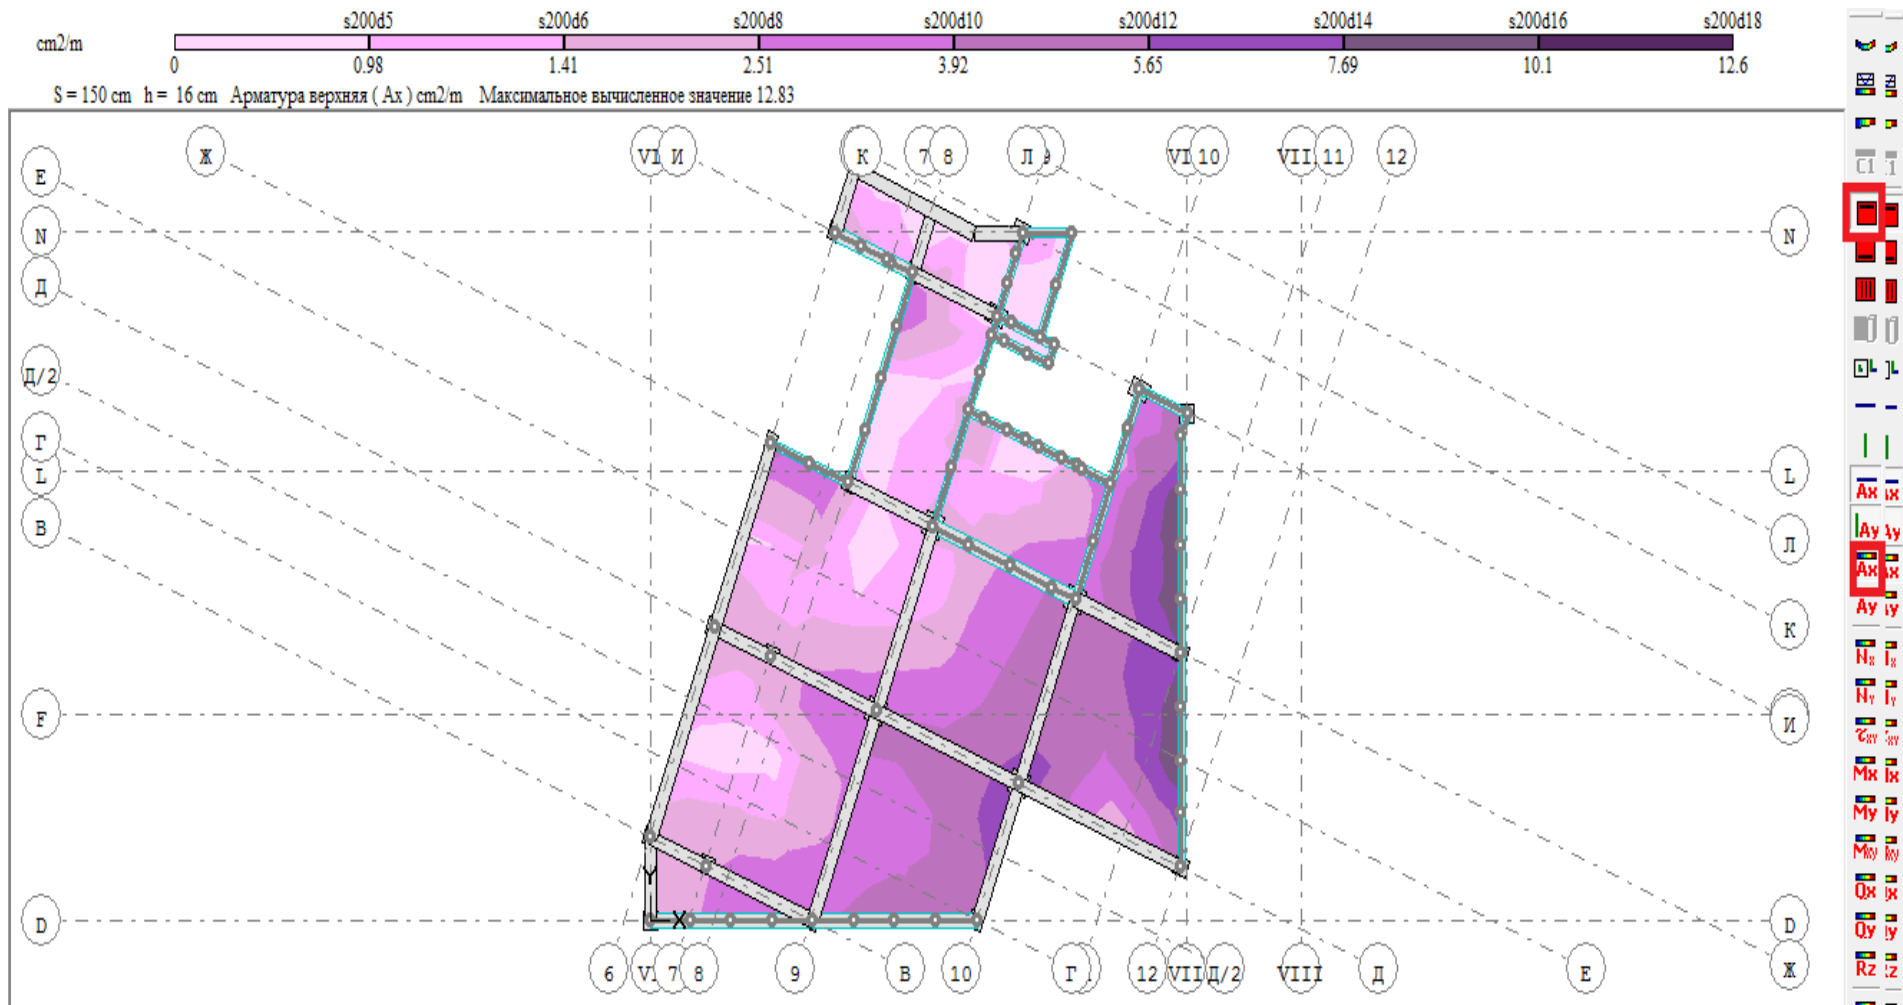 s200d5 s200d6 s200d8 s200d10 s200d12 s200d14 s200d16 s200d18
cm2/m
0 0.98 1.41 2.51 3.92 5.65 7.69 10.1 12.6
S = 150 cm h = 16 cm Арматура верхняя ( Ax ) cm2/m Максимальное вычисленное значение 12.83
Ж VI И К 7 8 Л 9 VI 10 VII 11 12
Е
N N
Д
Д/2
Г
L L
В
Л
К
F И
D D
Ж
Y
X
6 VI 7 8 9 В 10 Г 12 VII Д/2 VIII Д Е
C1
Ax
Ay
Ax
Ay
Nx
Ny
τxy
Mx
My
Mxy
Qx
Qy
Rz